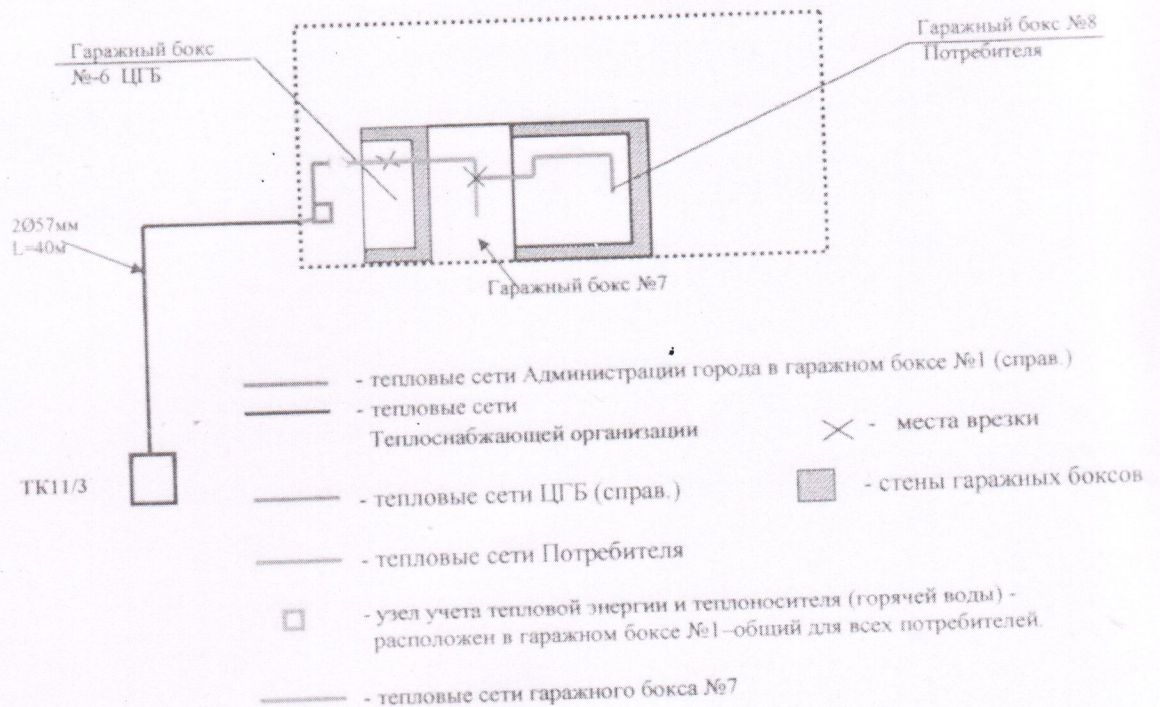 Гаражный бокс
№-6 ЦГБ
Гаражный бокс №8
Потребителя
2Ø57мм
L=40м
Гаражный бокс №7
- тепловые сети Администрации города в гаражном боксе №1 (справ.)
- тепловые сети
Теплоснабжающей организации
- места врезки
ТК11/3
- тепловые сети ЦГБ (справ.)
- стены гаражных боксов
- тепловые сети Потребителя
- узел учета тепловой энергии и теплоносителя (горячей воды) -
расположен в гаражном боксе №1–общий для всех потребителей.
- тепловые сети гаражного бокса №7